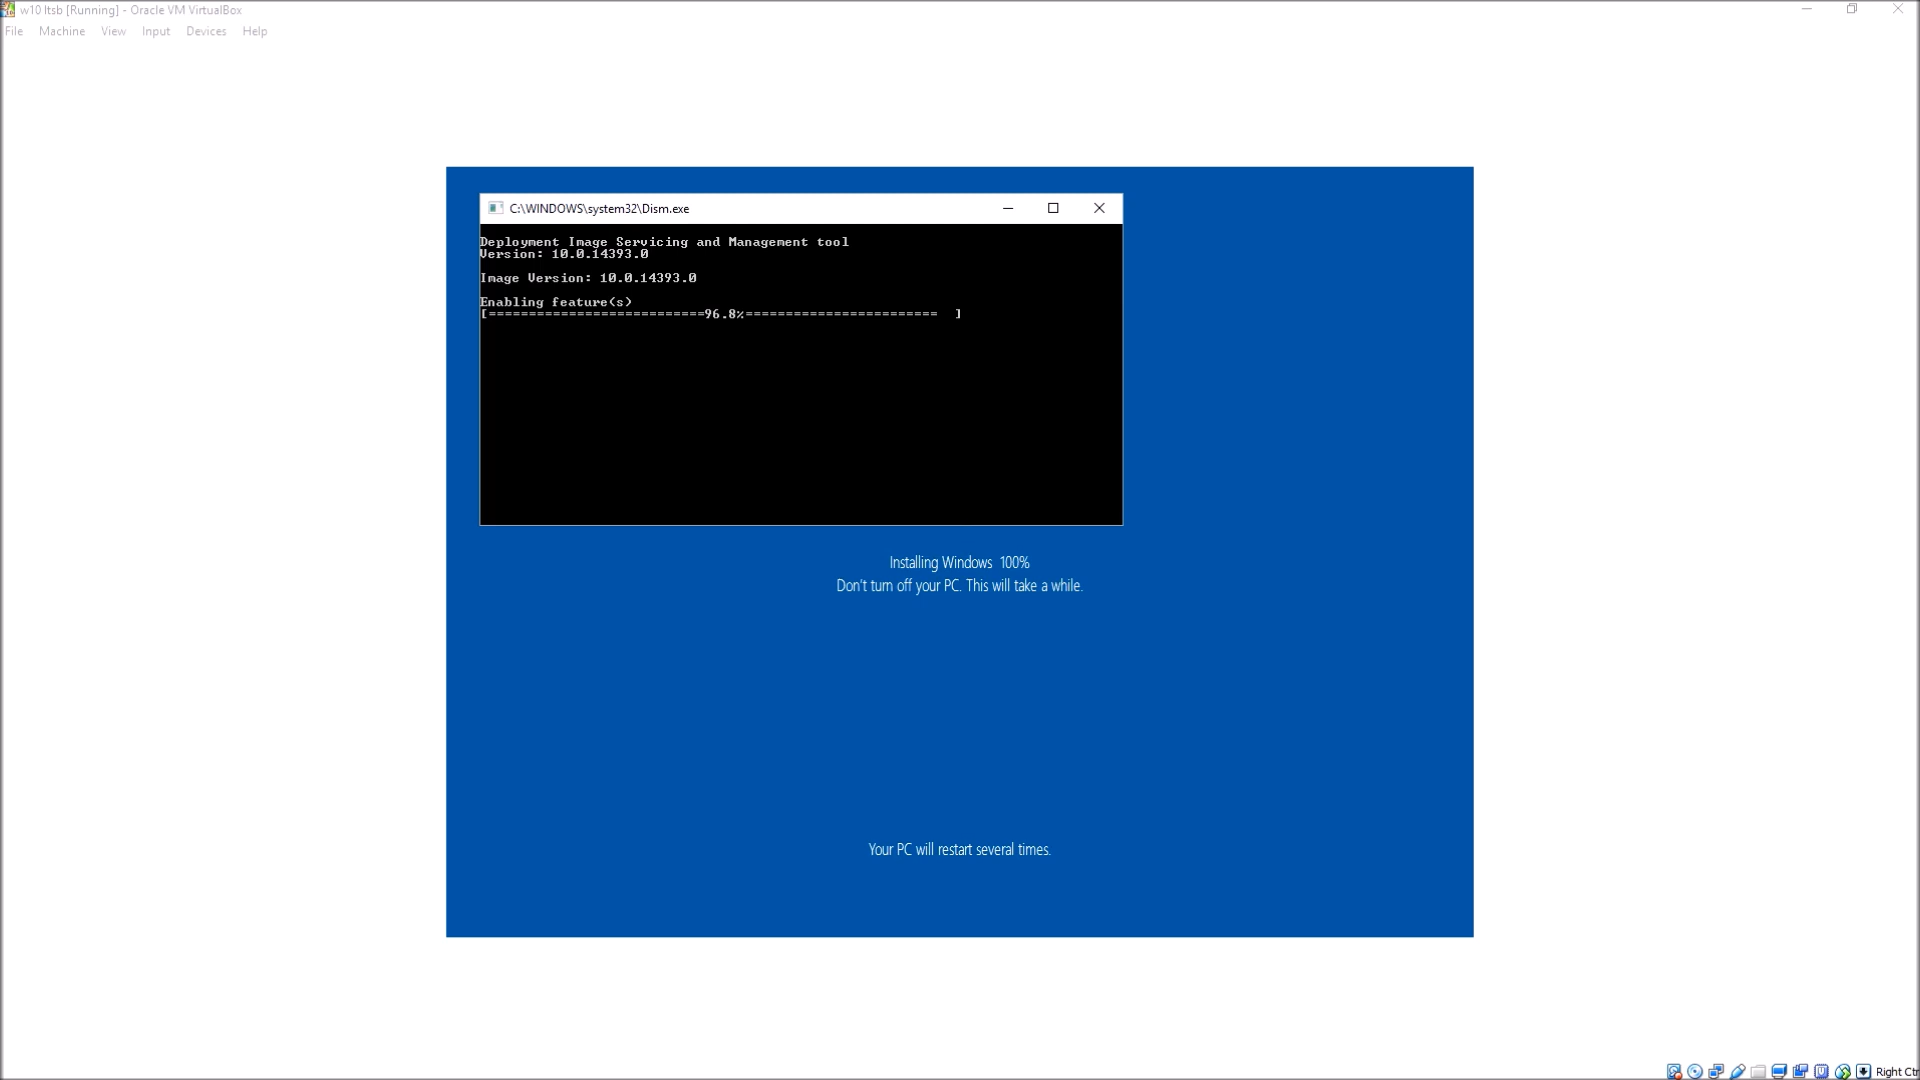 w10 ltsb [Running] - Oracle VM VirtualBox
File Machine View Input Devices Help
C:\WINDOWS\system32\Dism.exe
Deployment Image Servicing and Management tool
Version: 10.0.14393.0
Image Version: 10.0.14393.0
Enabling feature(s)
[===========================96.8%======================== ]
Installing Windows 100%
Don't turn off your PC. This will take a while.
Your PC will restart several times.
Right Ctr